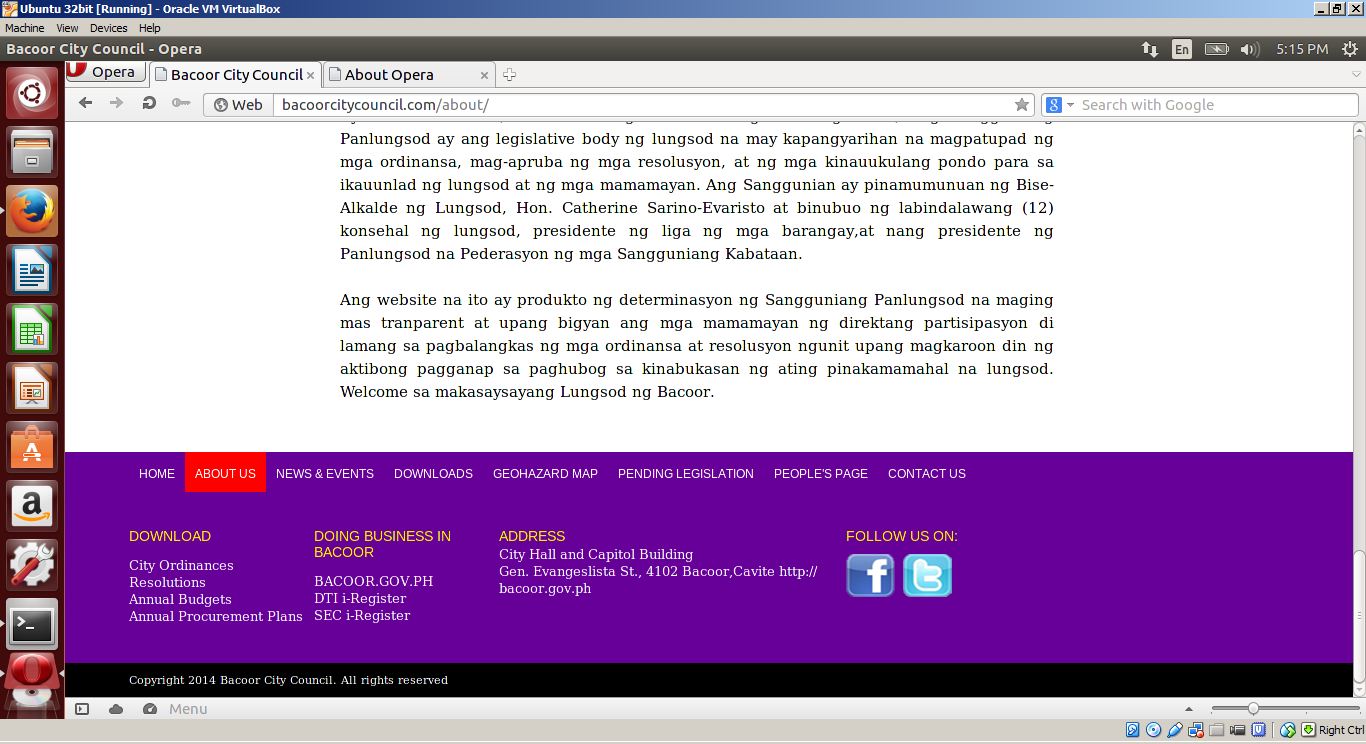 Ubuntu 32bit [Running] - Oracle VM VirtualBox
Machine View Devices Help
Bacoor City Council - Opera
En
5:15 PM
Opera
Bacoor City Council
About Opera
Web
bacoorcitycouncil.com/about/
Search with Google
Panlungsod ay ang legislative body ng lungsod na may kapangyarihan na magpatupad ng
mga ordinansa, mag-apruba ng mga resolusyon, at ng mga kinauukulang pondo para sa
ikauunlad ng lungsod at ng mga mamamayan. Ang Sanggunian ay pinamumunuan ng Bise-
Alkalde ng Lungsod, Hon. Catherine Sarino-Evaristo at binubuo ng labindalawang (12)
konsehal ng lungsod, presidente ng liga ng mga barangay,at nang presidente ng
Panlungsod na Pederasyon ng mga Sangguniang Kabataan.
Ang website na ito ay produkto ng determinasyon ng Sangguniang Panlungsod na maging
mas tranparent at upang bigyan ang mga mamamayan ng direktang partisipasyon di
lamang sa pagbalangkas ng mga ordinansa at resolusyon ngunit upang magkaroon din ng
aktibong pagganap sa paghubog sa kinabukasan ng ating pinakamamahal na lungsod.
Welcome sa makasaysayang Lungsod ng Bacoor.
HOME ABOUT US NEWS & EVENTS DOWNLOADS GEOHAZARD MAP PENDING LEGISLATION PEOPLE'S PAGE CONTACT US
DOWNLOAD
City Ordinances
Resolutions
Annual Budgets
Annual Procurement Plans
DOING BUSINESS IN
BACOOR
BACOOR.GOV.PH
DTI i-Register
SEC i-Register
ADDRESS
City Hall and Capitol Building
Gen. Evangeslista St., 4102 Bacoor,Cavite http://
bacoor.gov.ph
FOLLOW US ON:
Copyright 2014 Bacoor City Council. All rights reserved
Menu
Right Ctrl